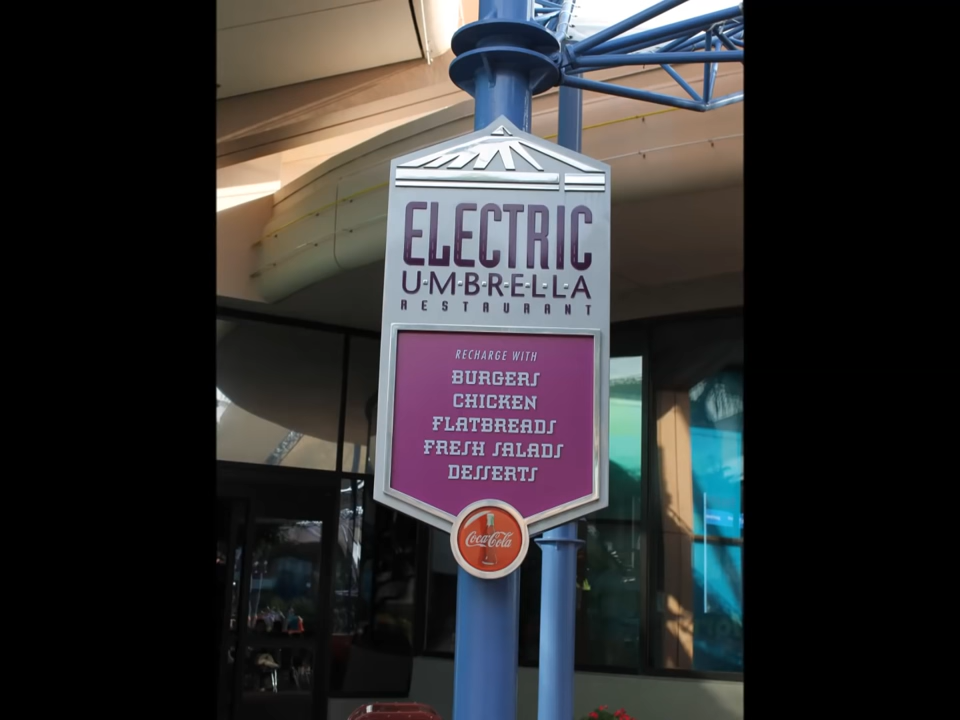 ELECTRIC
U·M·B·R·E·L·L·A
RESTAURANT
RECHARGE WITH
BURGERS
CHICKEN
FLATBREADS
FRESH SALADS
DESSERTS
Coca-Cola